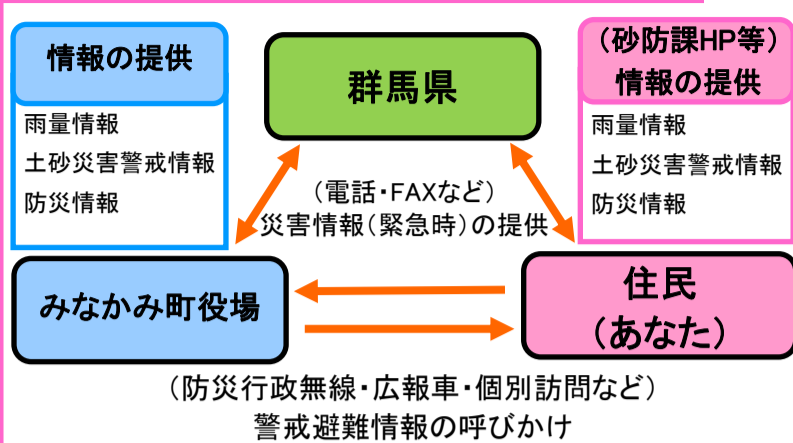 情報の提供
雨量情報
土砂災害警戒情報
防災情報
群馬県
（砂防課HP等）
情報の提供
雨量情報
土砂災害警戒情報
防災情報
（電話・FAXなど）
災害情報（緊急時）の提供
みなかみ町役場
住民
（あなた）
（防災行政無線・広報車・個別訪問など）
警戒避難情報の呼びかけ